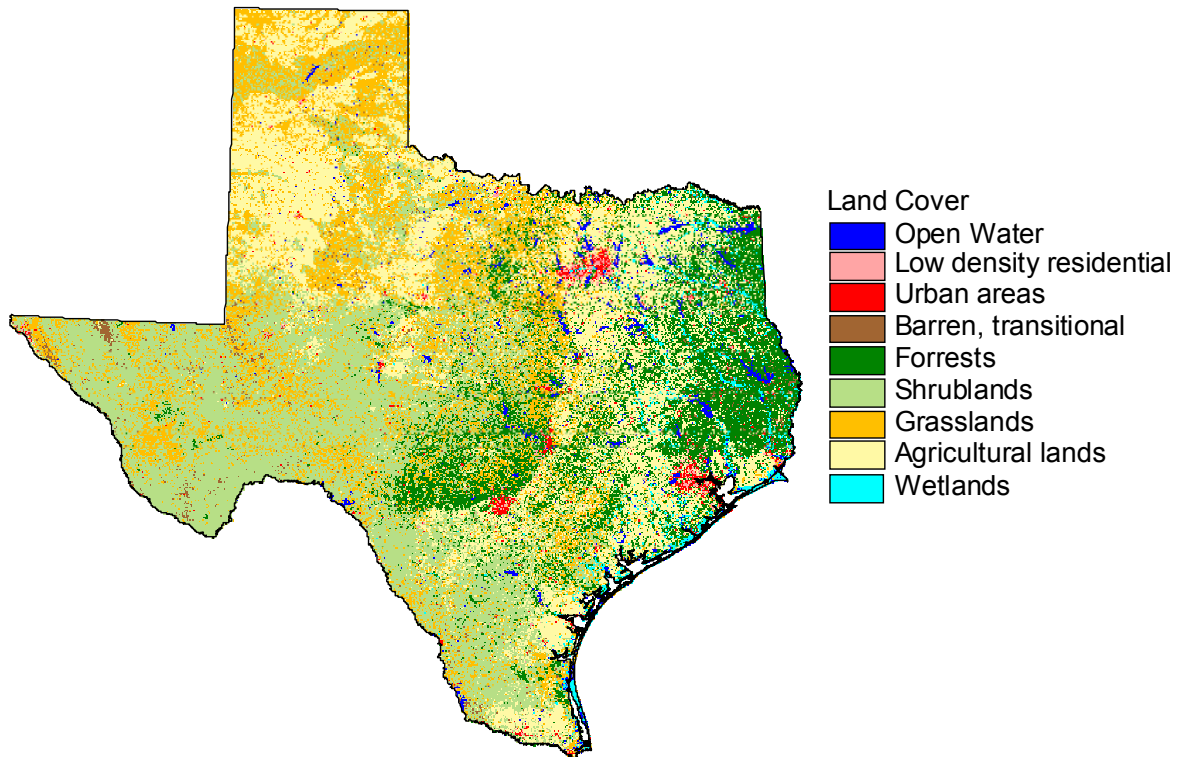 Land Cover
Open Water
Low density residential
Urban areas
Barren, transitional
Forrests
Shrublands
Grasslands
Agricultural lands
Wetlands